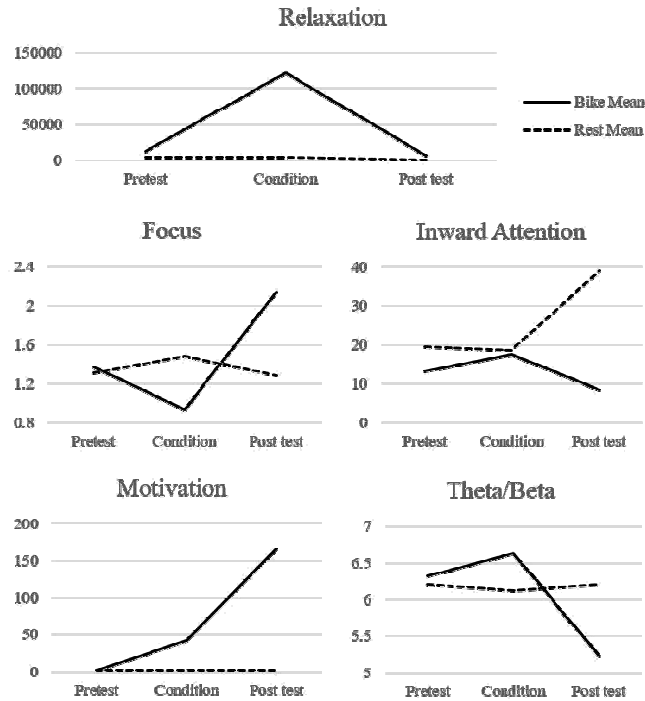 Relaxation
150000
100000
50000
0
Pretest Condition Post test
Bike Mean
Rest Mean
Focus
2.4
2
1.6
1.2
0.8
Pretest Condition Post test
Inward Attention
40
30
20
10
0
Pretest Condition Post test
Motivation
200
150
100
50
0
Pretest Condition Post test
Theta/Beta
7
6.5
6
5.5
5
Pretest Condition Post test